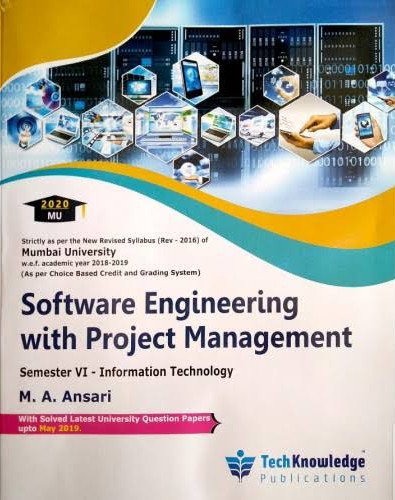 2020
MU
Strictly as per the New Revised Syllabus (Rev - 2016) of
Mumbai University
w.e.f. academic year 2018-2019
(As per Choice Based Credit and Grading System)
Software Engineering
with Project Management
Semester VI - Information Technology
M. A. Ansari
With Solved Latest University Question Papers
upto May 2019.
TechKnowledge
Publications